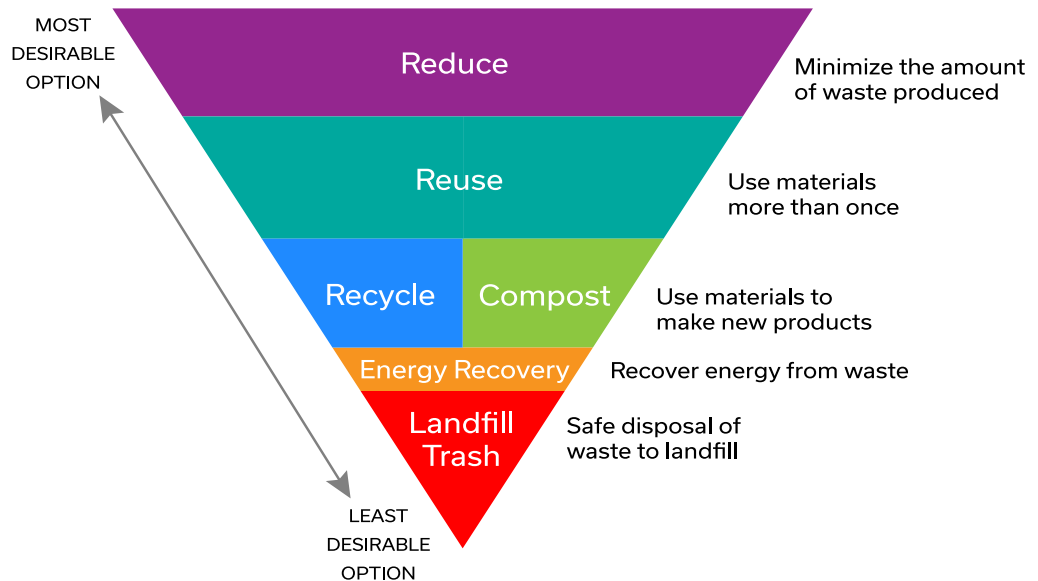 MOST
DESIRABLE
OPTION
Reduce
Minimize the amount
of waste produced
Reuse
Use materials
more than once
Recycle
Compost
Use materials to
make new products
Energy Recovery
Recover energy from waste
Landfill
Trash
Safe disposal of
waste to landfill
LEAST
DESIRABLE
OPTION